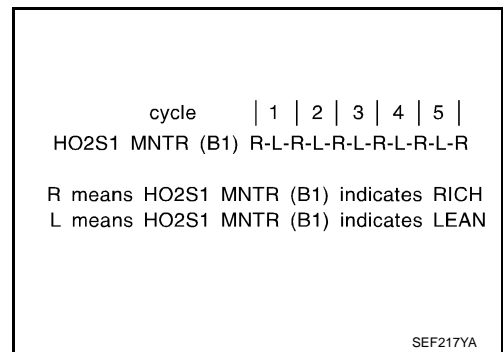 cycle | 1 | 2 | 3 | 4 | 5 |
HO2S1 MNTR (B1) R-L-R-L-R-L-R-L-R-L-R
R means HO2S1 MNTR (B1) indicates RICH
L means HO2S1 MNTR (B1) indicates LEAN
SEF217YA